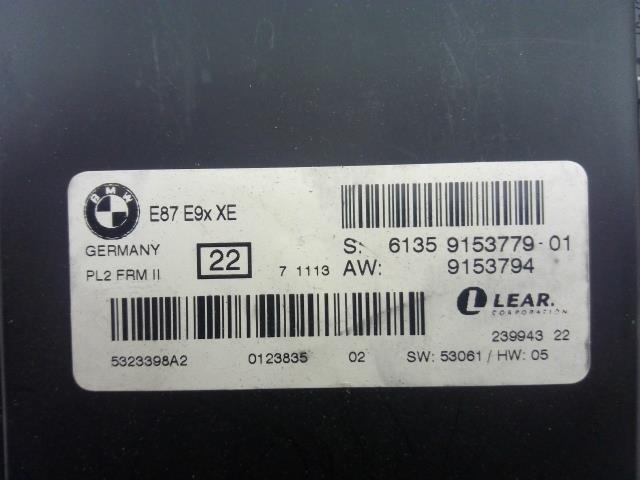 BMW
E87 E9x XE
GERMANY
PL2 FRM II
22
7 1113
S: 6135 9153779-01
AW: 9153794
LEAR.
CORPORATION
239943 22
5323398A2 0123835 02 SW: 53061 / HW: 05